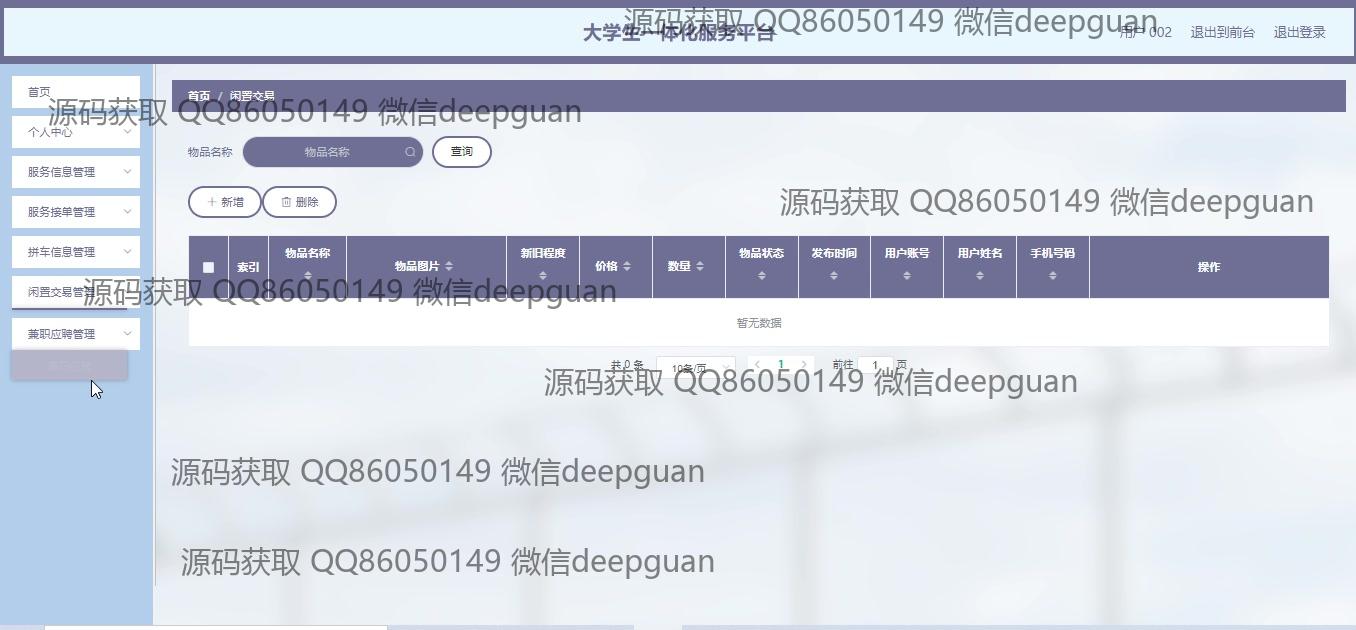 源码获取 QQ86050149 微信deepguan
大学生一体化服务平台
用户 002 退出到前台 退出登录
首页
首页 / 闲置交易
源码获取 QQ86050149 微信deepguan
个人中心
物品名称 物品名称 查询
服务信息管理
新增 删除
源码获取 QQ86050149 微信deepguan
服务接单管理
拼车信息管理
索引 物品名称 物品图片 新旧程度 价格 数量 物品状态 发布时间 用户账号 用户姓名 手机号码 操作
闲置交易管理
源码获取 QQ86050149 微信deepguan
暂无数据
兼职应聘管理
共 0 条 10条/页 1 前往 1 页
源码获取 QQ86050149 微信deepguan
源码获取 QQ86050149 微信deepguan
源码获取 QQ86050149 微信deepguan